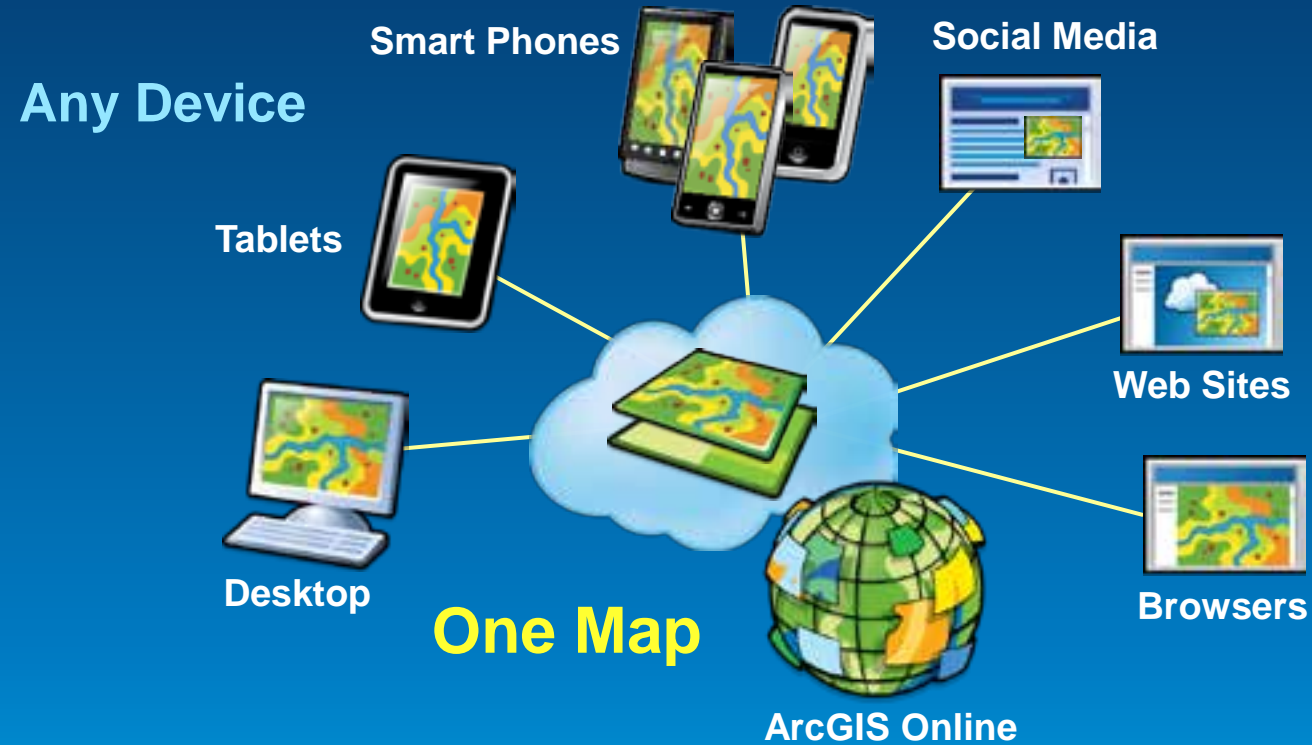 Smart Phones
Social Media
Any Device
Tablets
Web Sites
Desktop
Browsers
One Map
ArcGIS Online